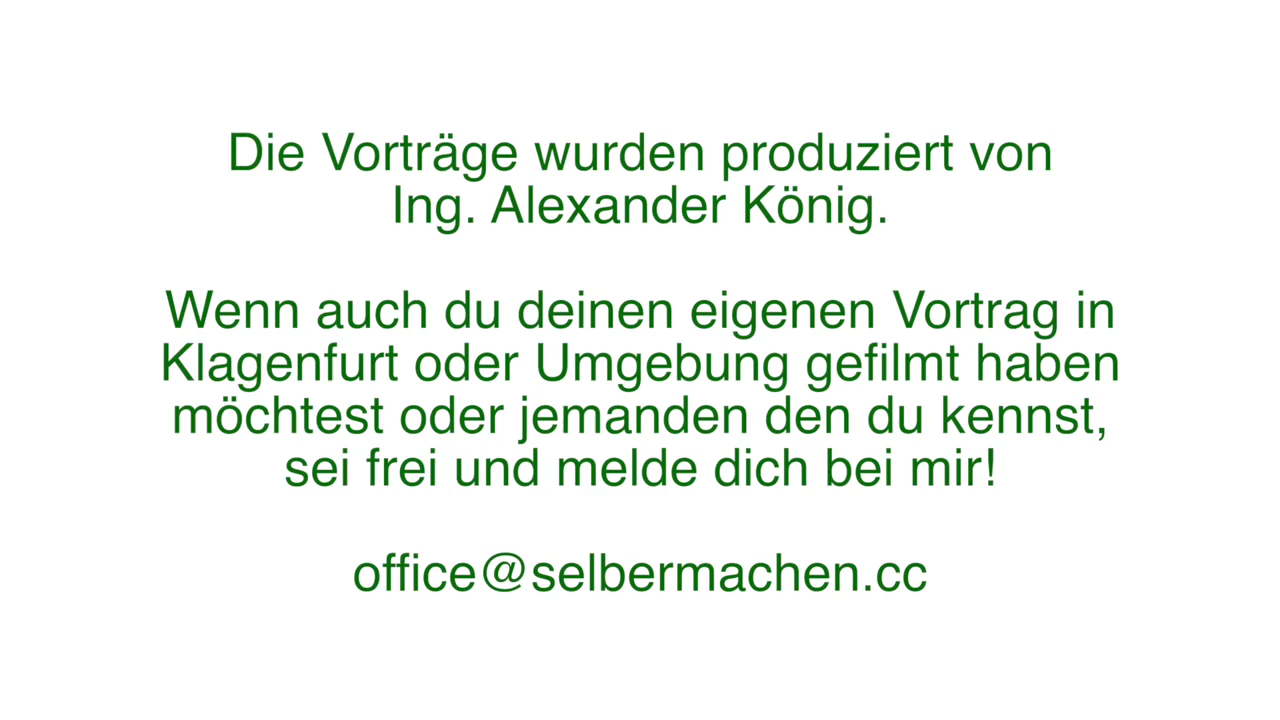 Die Vorträge wurden produziert von
Ing. Alexander König.
Wenn auch du deinen eigenen Vortrag in
Klagenfurt oder Umgebung gefilmt haben
möchtest oder jemanden den du kennst,
sei frei und melde dich bei mir!
office@selbermachen.cc